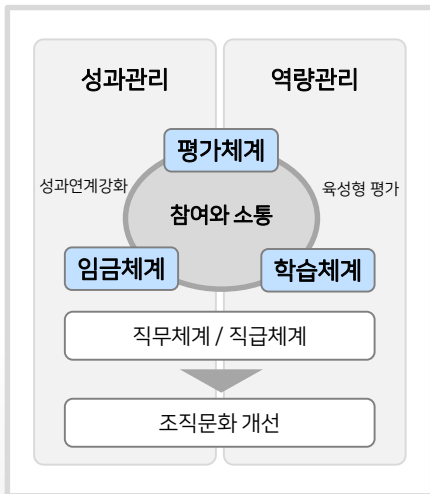 성과관리
역량관리
평가체계
성과연계강화
육성형 평가
참여와 소통
임금체계
학습체계
직무체계 / 직급체계
조직문화 개선